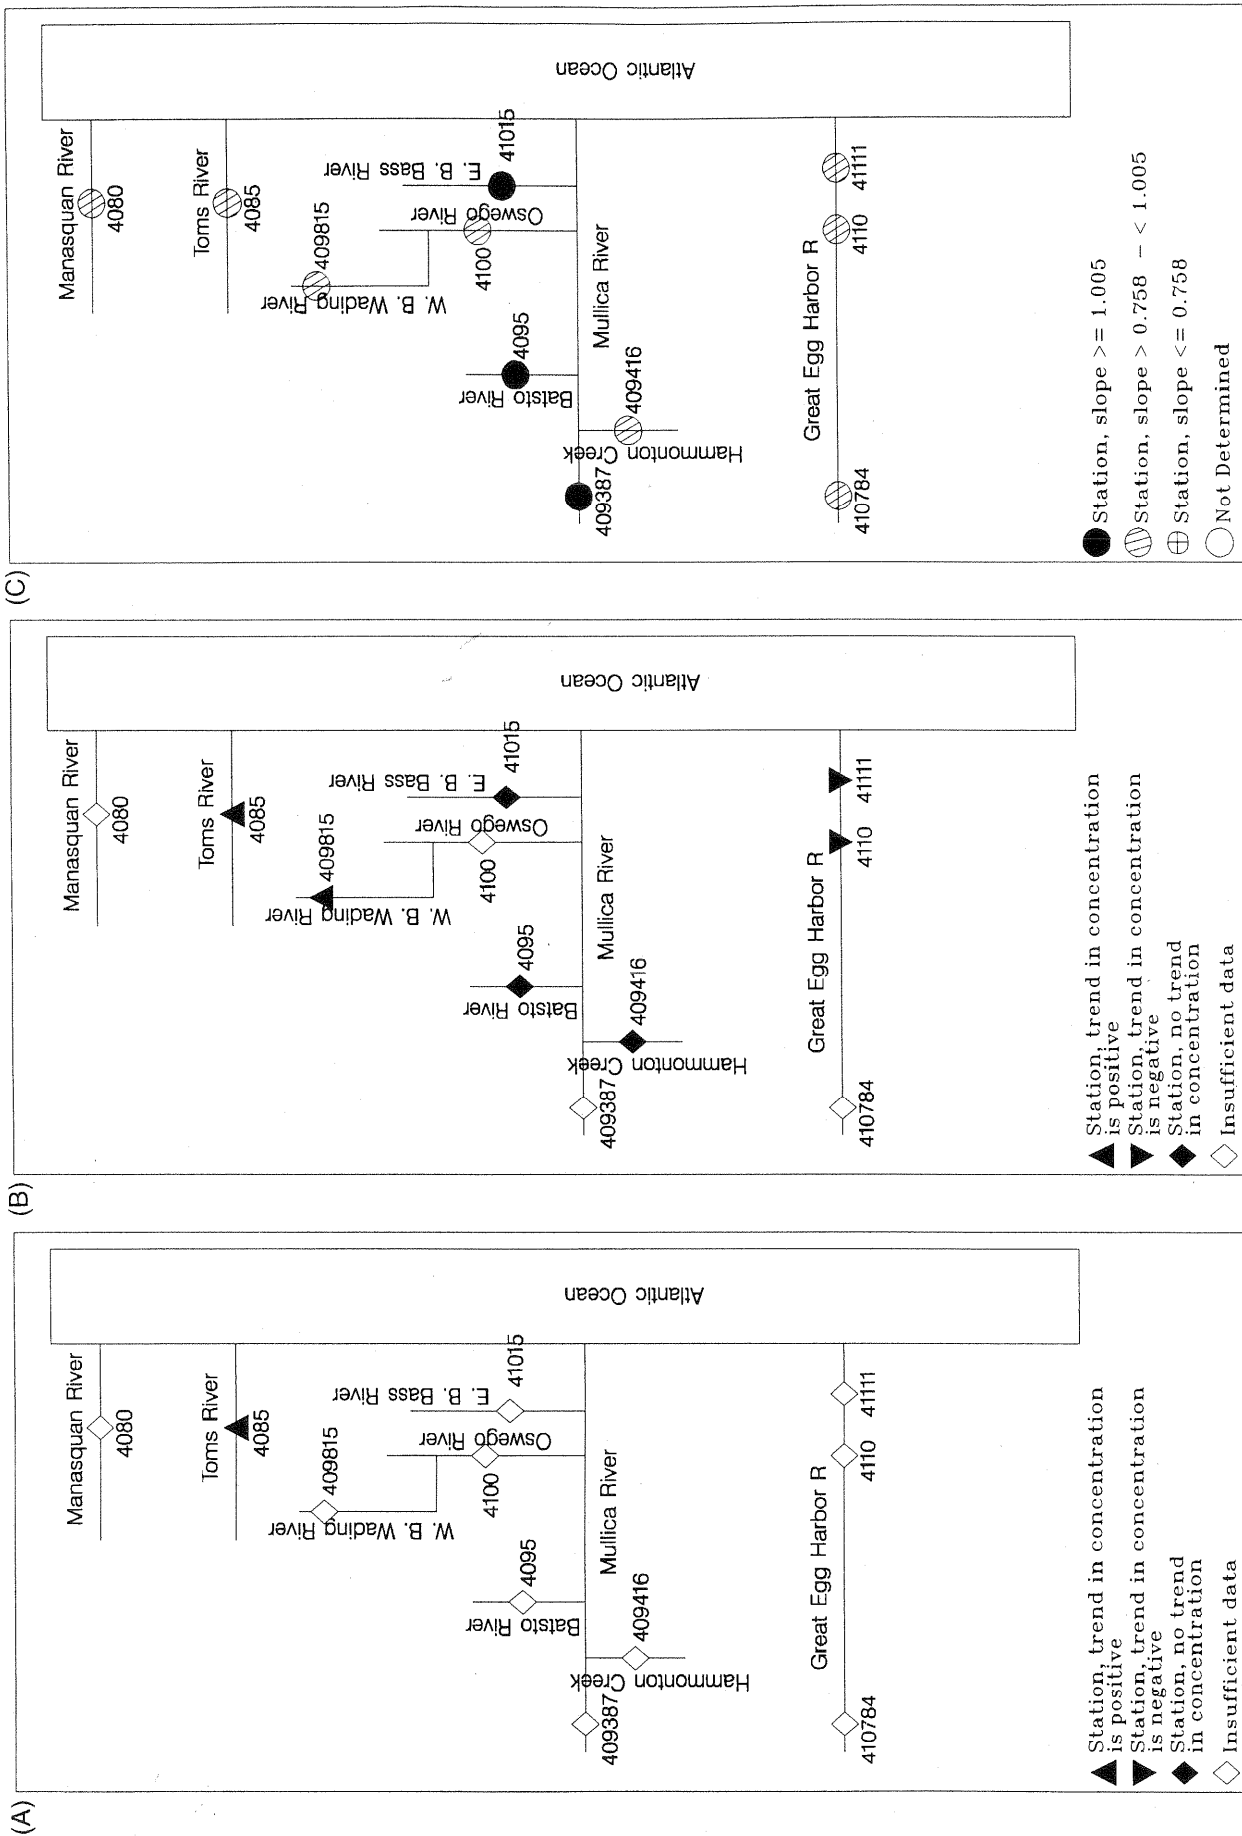 (A)
Manasquan River
4080
Toms River
4085
409815
W. B. Wading River
4100
Oswego River
E. B. Bass River
41015
4095
Batsto River
Mullica River
409416
Hammonton Creek
409387
Great Egg Harbor R
410784
4110
41111
Atlantic Ocean
Station, trend in concentration
is positive
Station, trend in concentration
is negative
Station, no trend
in concentration
Insufficient data
(B)
Manasquan River
4080
Toms River
4085
409815
W. B. Wading River
4100
Oswego River
E. B. Bass River
41015
4095
Batsto River
Mullica River
409416
Hammonton Creek
409387
Great Egg Harbor R
410784
4110
41111
Atlantic Ocean
Station, trend in concentration
is positive
Station, trend in concentration
is negative
Station, no trend
in concentration
Insufficient data
(C)
Manasquan River
4080
Toms River
4085
409815
W. B. Wading River
4100
Oswego River
E. B. Bass River
41015
4095
Batsto River
Mullica River
409416
Hammonton Creek
409387
Great Egg Harbor R
410784
4110
41111
Atlantic Ocean
Station, slope >= 1.005
Station, slope > 0.758 - < 1.005
Station, slope <= 0.758
Not Determined